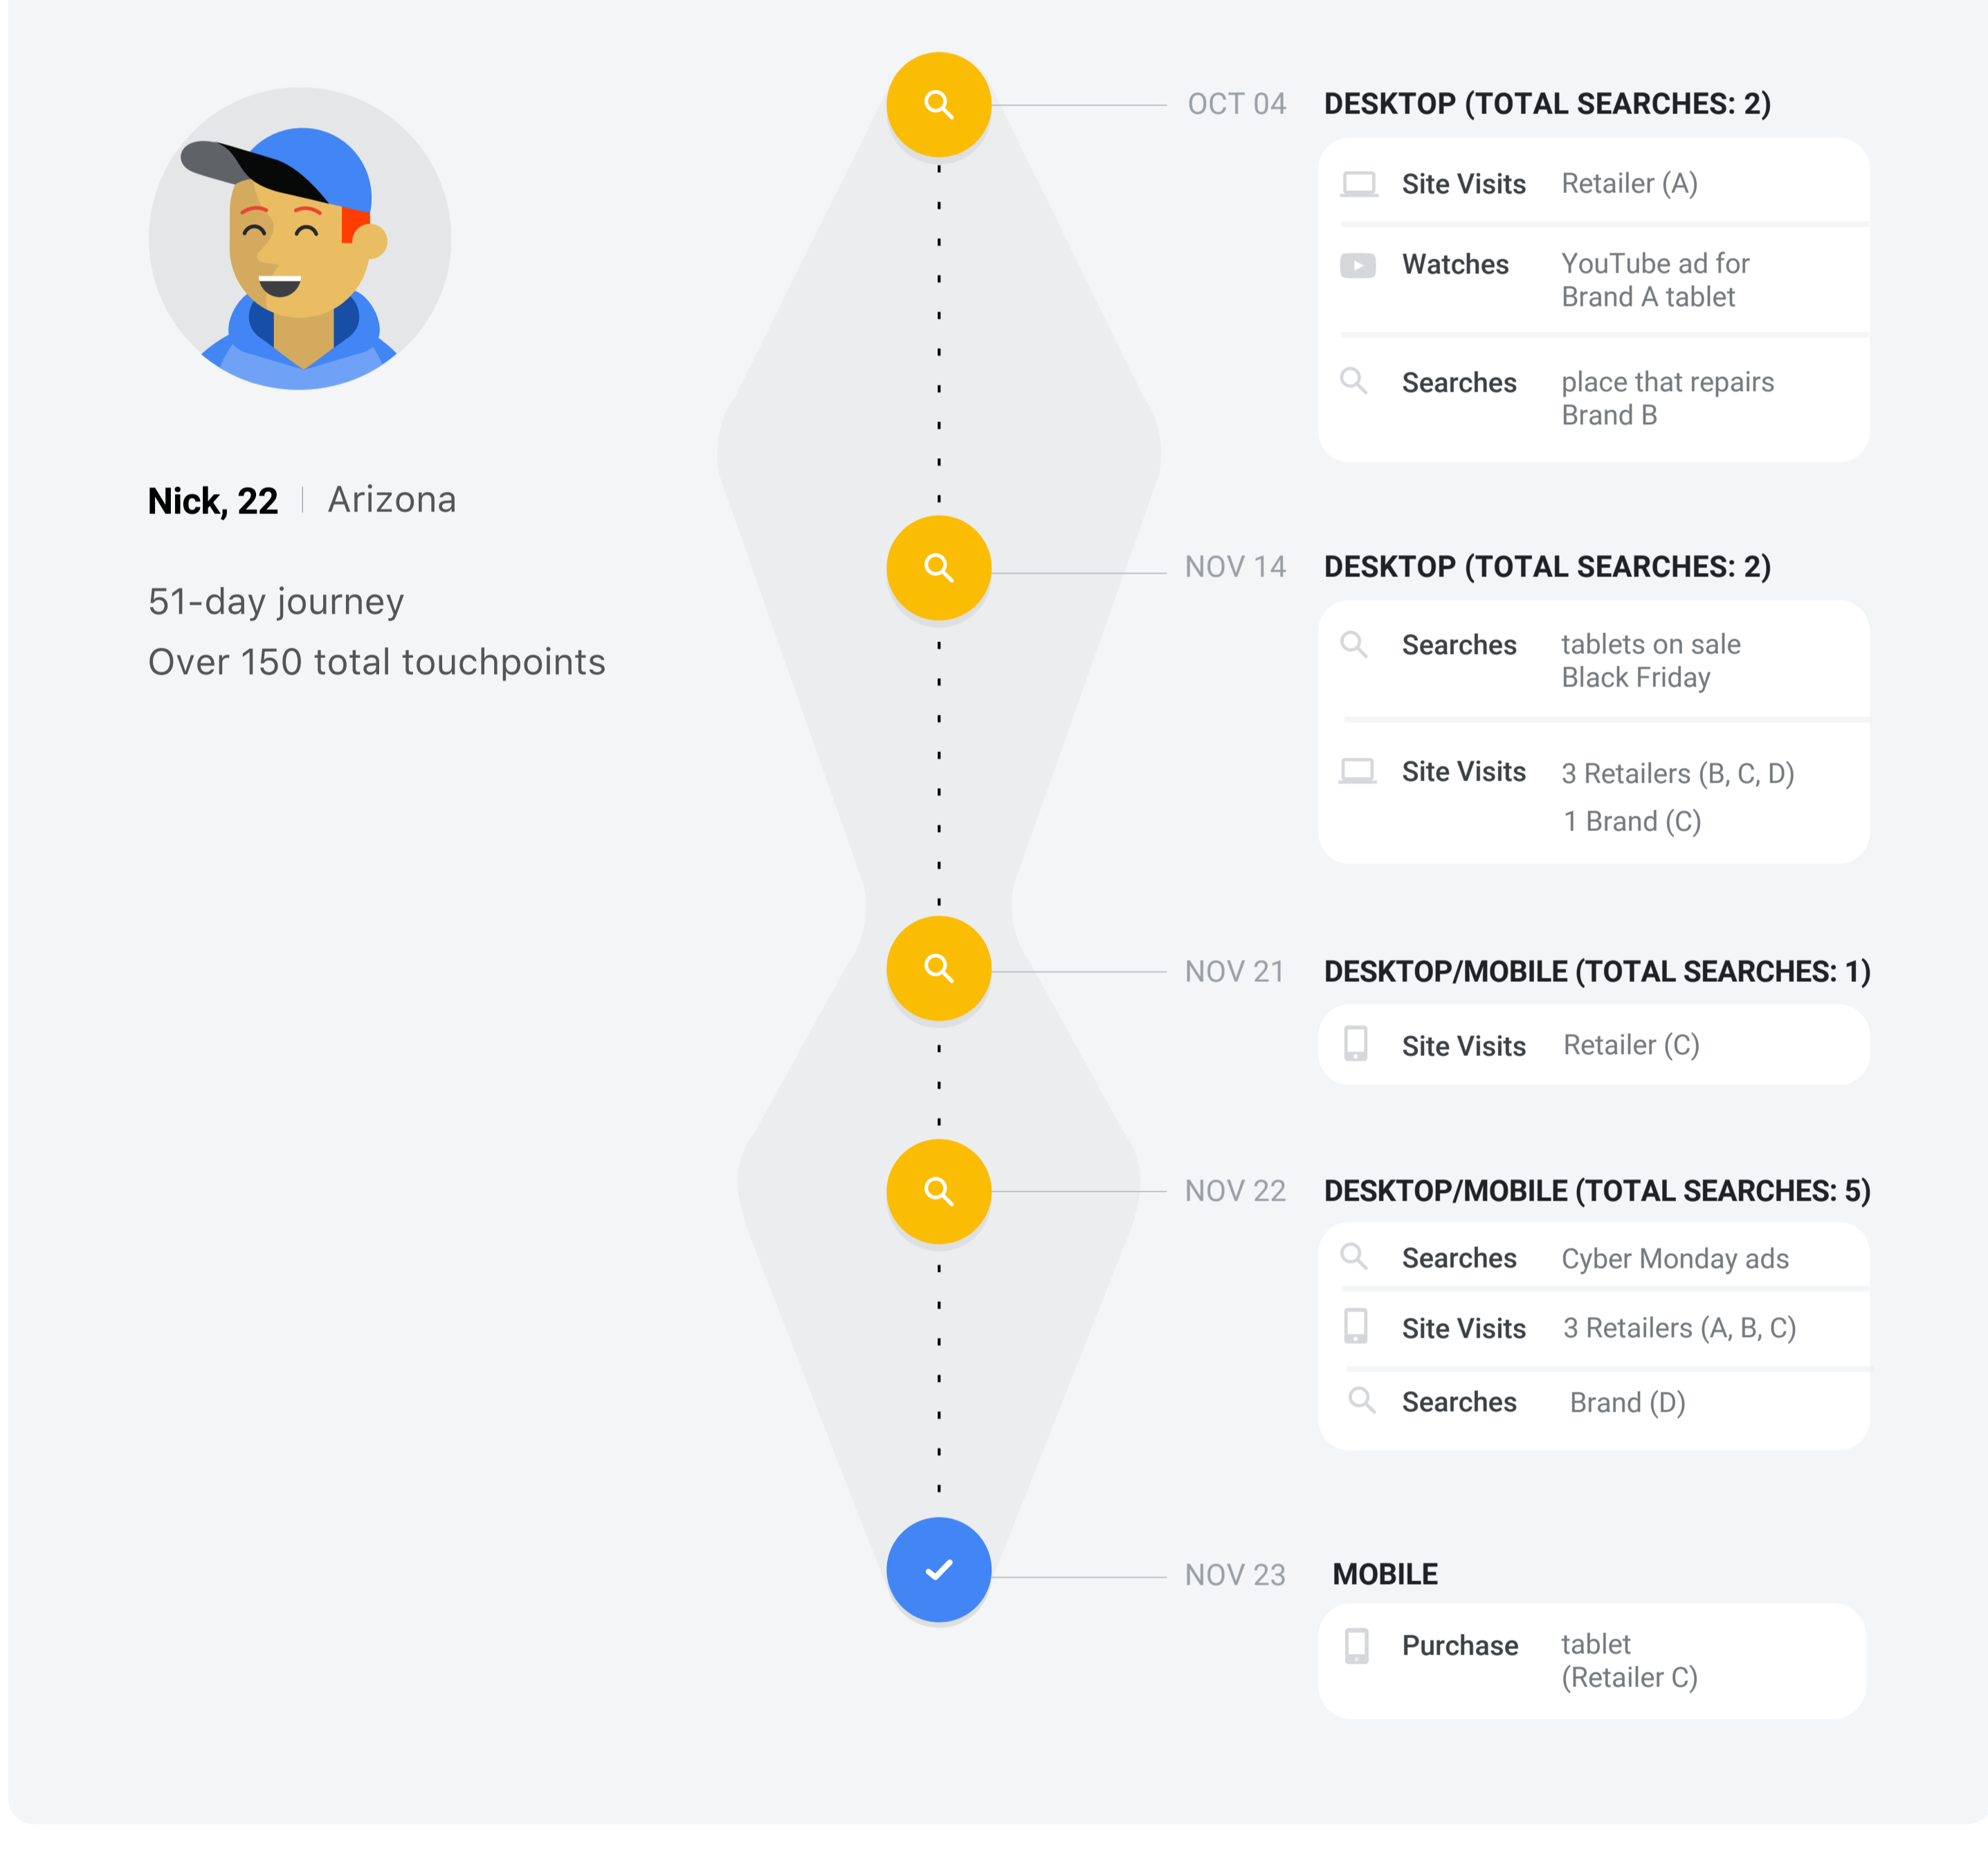 Nick, 22 | Arizona
51-day journey
Over 150 total touchpoints
OCT 04 DESKTOP (TOTAL SEARCHES: 2)
Site Visits Retailer (A)
Watches YouTube ad for
Brand A tablet
Searches place that repairs
Brand B
NOV 14 DESKTOP (TOTAL SEARCHES: 2)
Searches tablets on sale
Black Friday
Site Visits 3 Retailers (B, C, D)
1 Brand (C)
NOV 21 DESKTOP/MOBILE (TOTAL SEARCHES: 1)
Site Visits Retailer (C)
NOV 22 DESKTOP/MOBILE (TOTAL SEARCHES: 5)
Searches Cyber Monday ads
Site Visits 3 Retailers (A, B, C)
Searches Brand (D)
NOV 23 MOBILE
Purchase tablet
(Retailer C)